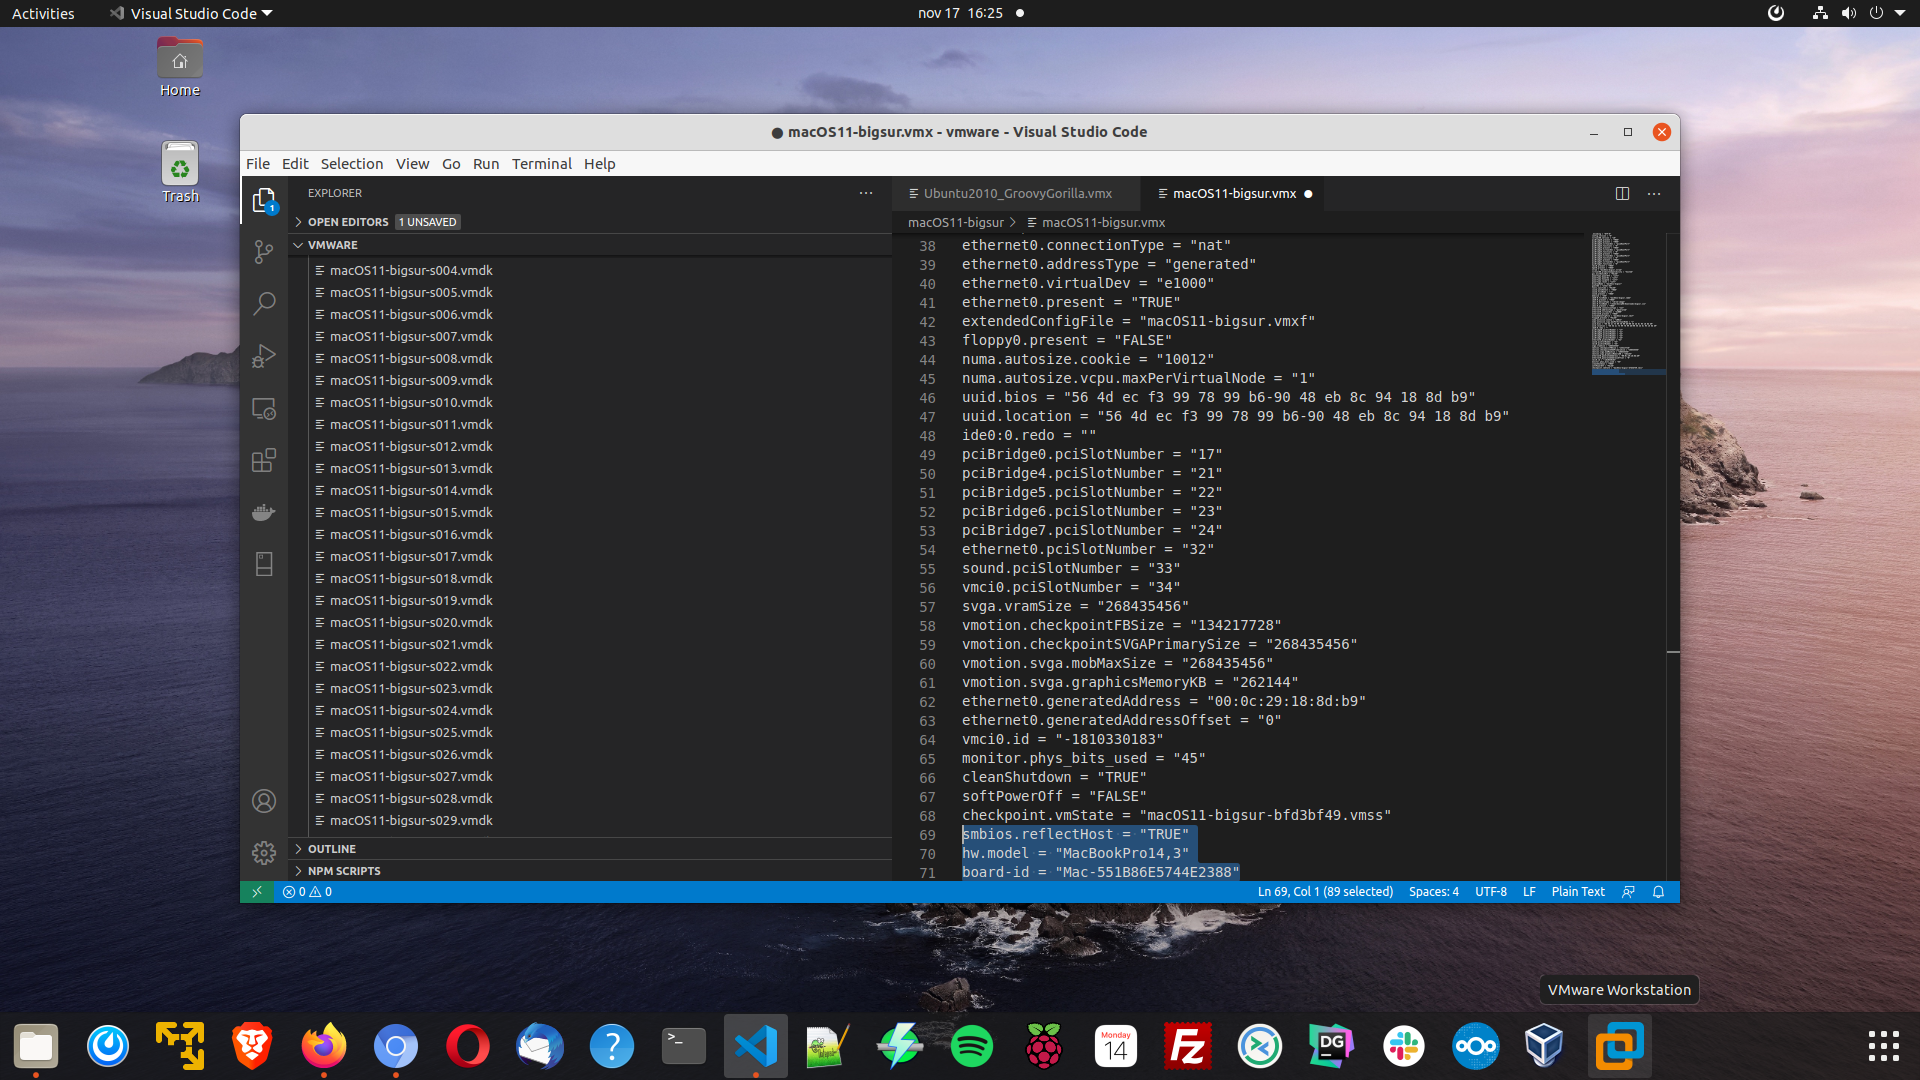 Activities
Visual Studio Code
nov 17 16:25
Home
Trash
● macOS11-bigsur.vmx - vmware - Visual Studio Code
File Edit Selection View Go Run Terminal Help
EXPLORER
OPEN EDITORS 1 UNSAVED
VMWARE
macOS11-bigsur-s004.vmdk
macOS11-bigsur-s005.vmdk
macOS11-bigsur-s006.vmdk
macOS11-bigsur-s007.vmdk
macOS11-bigsur-s008.vmdk
macOS11-bigsur-s009.vmdk
macOS11-bigsur-s010.vmdk
macOS11-bigsur-s011.vmdk
macOS11-bigsur-s012.vmdk
macOS11-bigsur-s013.vmdk
macOS11-bigsur-s014.vmdk
macOS11-bigsur-s015.vmdk
macOS11-bigsur-s016.vmdk
macOS11-bigsur-s017.vmdk
macOS11-bigsur-s018.vmdk
macOS11-bigsur-s019.vmdk
macOS11-bigsur-s020.vmdk
macOS11-bigsur-s021.vmdk
macOS11-bigsur-s022.vmdk
macOS11-bigsur-s023.vmdk
macOS11-bigsur-s024.vmdk
macOS11-bigsur-s025.vmdk
macOS11-bigsur-s026.vmdk
macOS11-bigsur-s027.vmdk
macOS11-bigsur-s028.vmdk
macOS11-bigsur-s029.vmdk
OUTLINE
NPM SCRIPTS
1
Ubuntu2010_GroovyGorilla.vmx
macOS11-bigsur.vmx ●
macOS11-bigsur > macOS11-bigsur.vmx
38 ethernet0.connectionType = "nat"
39 ethernet0.addressType = "generated"
40 ethernet0.virtualDev = "e1000"
41 ethernet0.present = "TRUE"
42 extendedConfigFile = "macOS11-bigsur.vmxf"
43 floppy0.present = "FALSE"
44 numa.autosize.cookie = "10012"
45 numa.autosize.vcpu.maxPerVirtualNode = "1"
46 uuid.bios = "56 4d ec f3 99 78 99 b6-90 48 eb 8c 94 18 8d b9"
47 uuid.location = "56 4d ec f3 99 78 99 b6-90 48 eb 8c 94 18 8d b9"
48 ide0:0.redo = ""
49 pciBridge0.pciSlotNumber = "17"
50 pciBridge4.pciSlotNumber = "21"
51 pciBridge5.pciSlotNumber = "22"
52 pciBridge6.pciSlotNumber = "23"
53 pciBridge7.pciSlotNumber = "24"
54 ethernet0.pciSlotNumber = "32"
55 sound.pciSlotNumber = "33"
56 vmci0.pciSlotNumber = "34"
57 svga.vramSize = "268435456"
58 vmotion.checkpointFBSize = "134217728"
59 vmotion.checkpointSVGAPrimarySize = "268435456"
60 vmotion.svga.mobMaxSize = "268435456"
61 vmotion.svga.graphicsMemoryKB = "262144"
62 ethernet0.generatedAddress = "00:0c:29:18:8d:b9"
63 ethernet0.generatedAddressOffset = "0"
64 vmci0.id = "-1810330183"
65 monitor.phys_bits_used = "45"
66 cleanShutdown = "TRUE"
67 softPowerOff = "FALSE"
68 checkpoint.vmState = "macOS11-bigsur-bfd3bf49.vmss"
69 smbios.reflectHost = "TRUE"
70 hw.model = "MacBookPro14,3"
71 board-id = "Mac-551B86E5744E2388"
0 0
Ln 69, Col 1 (89 selected)
Spaces: 4
UTF-8
LF
Plain Text
VMware Workstation
Monday
14
DG
Fz